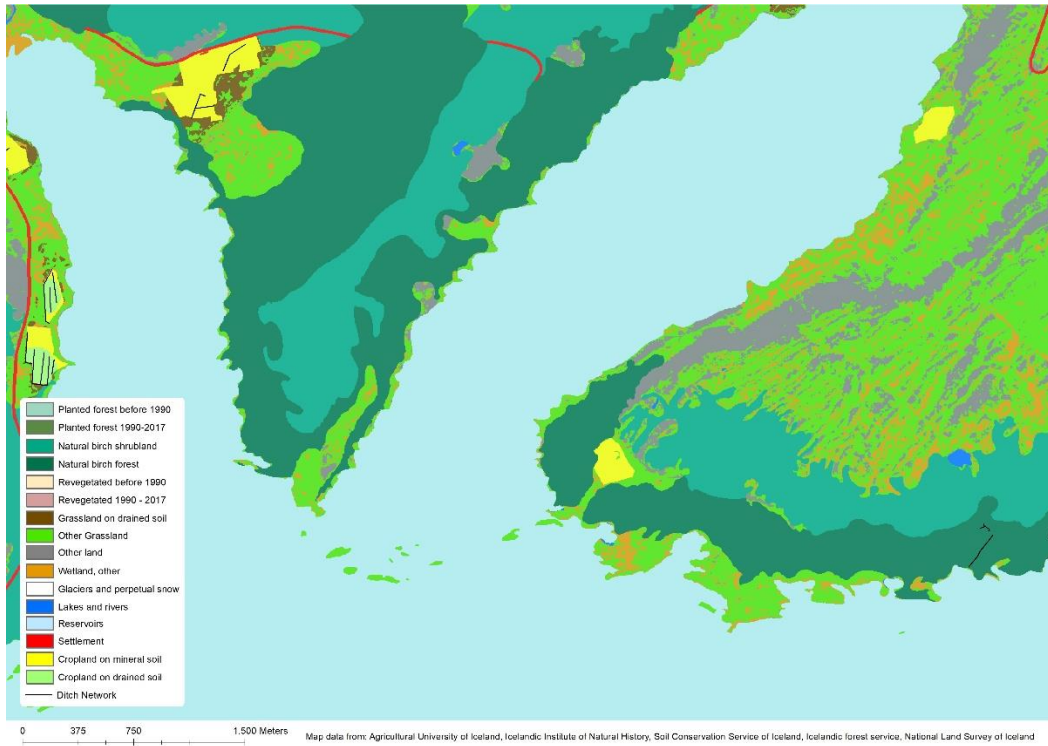 Planted forest before 1990
Planted forest 1990-2017
Natural birch shrubland
Natural birch forest
Revegetated before 1990
Revegetated 1990 - 2017
Grassland on drained soil
Other Grassland
Other land
Wetland, other
Glaciers and perpetual snow
Lakes and rivers
Reservoirs
Settlement
Cropland on mineral soil
Cropland on drained soil
Ditch Network
0 375 750 1.500 Meters
Map data from: Agricultural University of Iceland, Icelandic Institute of Natural History, Soil Conservation Service of Iceland, Icelandic forest service, National Land Survey of Iceland